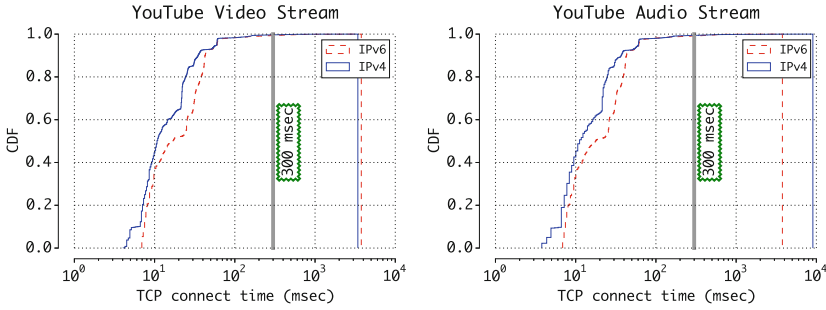 YouTube Video Stream
CDF
1.0
0.8
0.6
0.4
0.2
0.0
IPv6
IPv4
300 msec
10^0 10^1 10^2 10^3 10^4
TCP connect time (msec)
YouTube Audio Stream
CDF
1.0
0.8
0.6
0.4
0.2
0.0
IPv6
IPv4
300 msec
10^0 10^1 10^2 10^3 10^4
TCP connect time (msec)